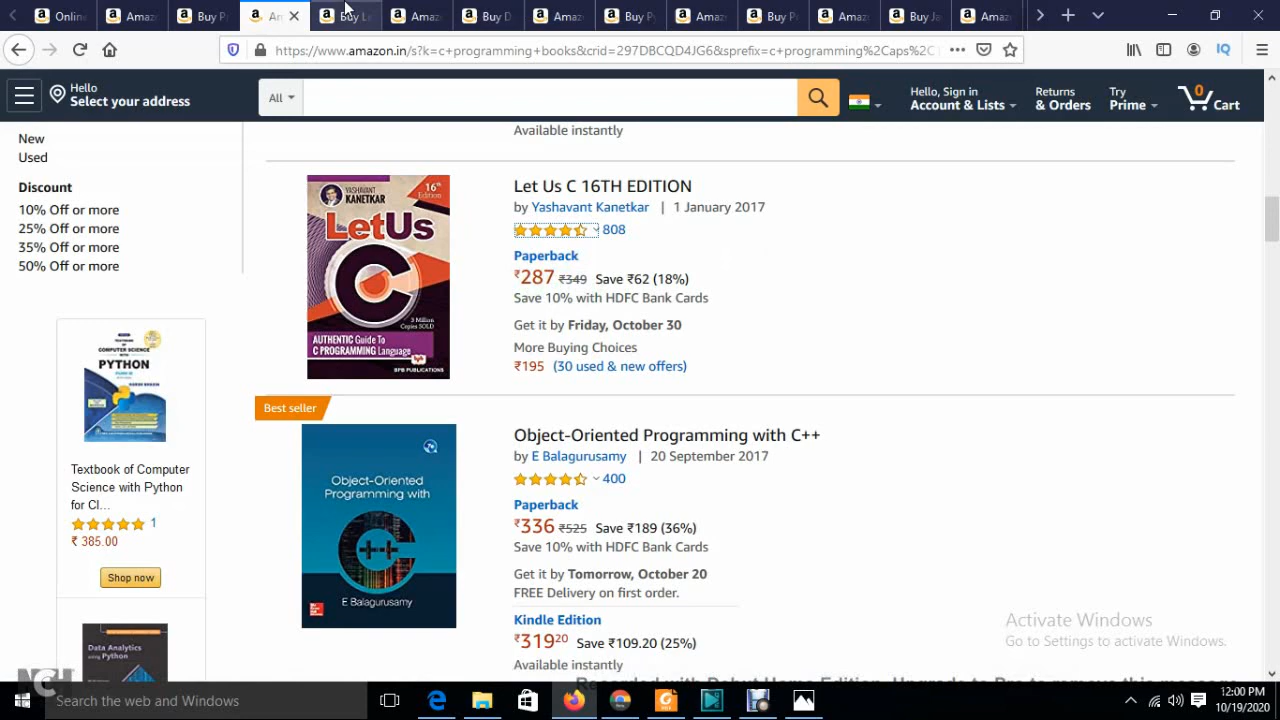 Online
Amaz
Buy P
Am
Buy Le
Amaz
Buy D
Amaz
Buy Py
Amaz
Buy Pr
Amaz
Buy Ja
Amaz
https://www.amazon.in/s?k=c+programming+books&crid=297DBCQD4JG6&sprefix=c+programming%2Caps%2C
IQ
Hello
Select your address
All
Hello, Sign in
Account & Lists
Returns
& Orders
Try
Prime
0
Cart
New
Used
Discount
10% Off or more
25% Off or more
35% Off or more
50% Off or more
PYTHON
Textbook of Computer
Science with Python
for Cl...
1
₹ 385.00
Shop now
Data Analytics
using Python
Available instantly
YASHAVANT
KANETKAR
16th
Edition
LetUs
C
3 Million
Copies SOLD
AUTHENTIC Guide To
C PROGRAMMING Language
BPB PUBLICATIONS
Let Us C 16TH EDITION
by Yashavant Kanetkar | 1 January 2017
808
Paperback
₹287 ₹349 Save ₹62 (18%)
Save 10% with HDFC Bank Cards
Get it by Friday, October 30
More Buying Choices
₹195 (30 used & new offers)
Best seller
Object-Oriented
Programming with
C++
E Balagurusamy
Object-Oriented Programming with C++
by E Balagurusamy | 20 September 2017
400
Paperback
₹336 ₹525 Save ₹189 (36%)
Save 10% with HDFC Bank Cards
Get it by Tomorrow, October 20
FREE Delivery on first order.
Kindle Edition
₹319.20 Save ₹109.20 (25%)
Available instantly
Activate Windows
Go to Settings to activate Windows.
NCH
Search the web and Windows
12:00 PM
10/19/2020